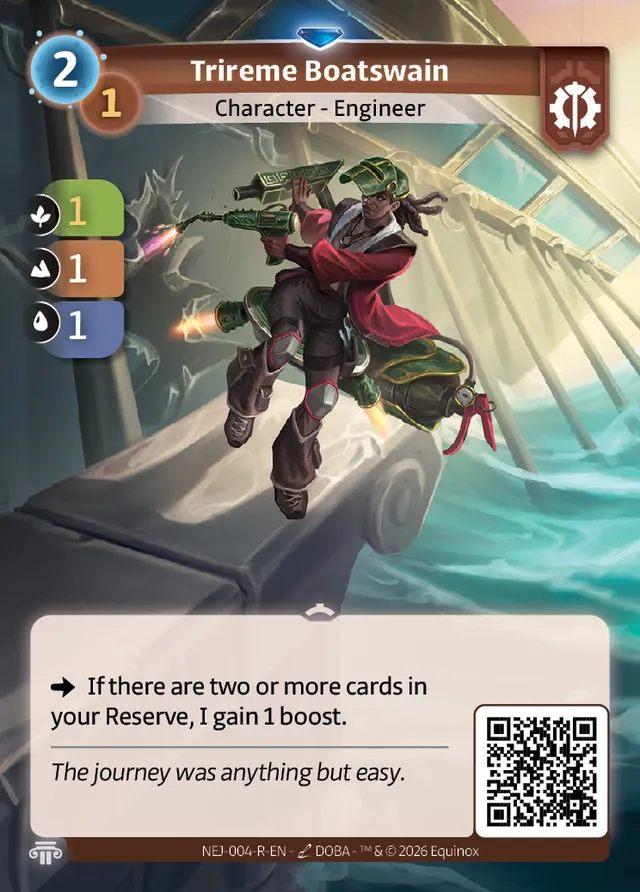 2
Trireme Boatswain
1
Character - Engineer
1
1
1
If there are two or more cards in
your Reserve, I gain 1 boost.
The journey was anything but easy.
NEJ-004-R-EN - DOBA - ™ & © 2026 Equinox